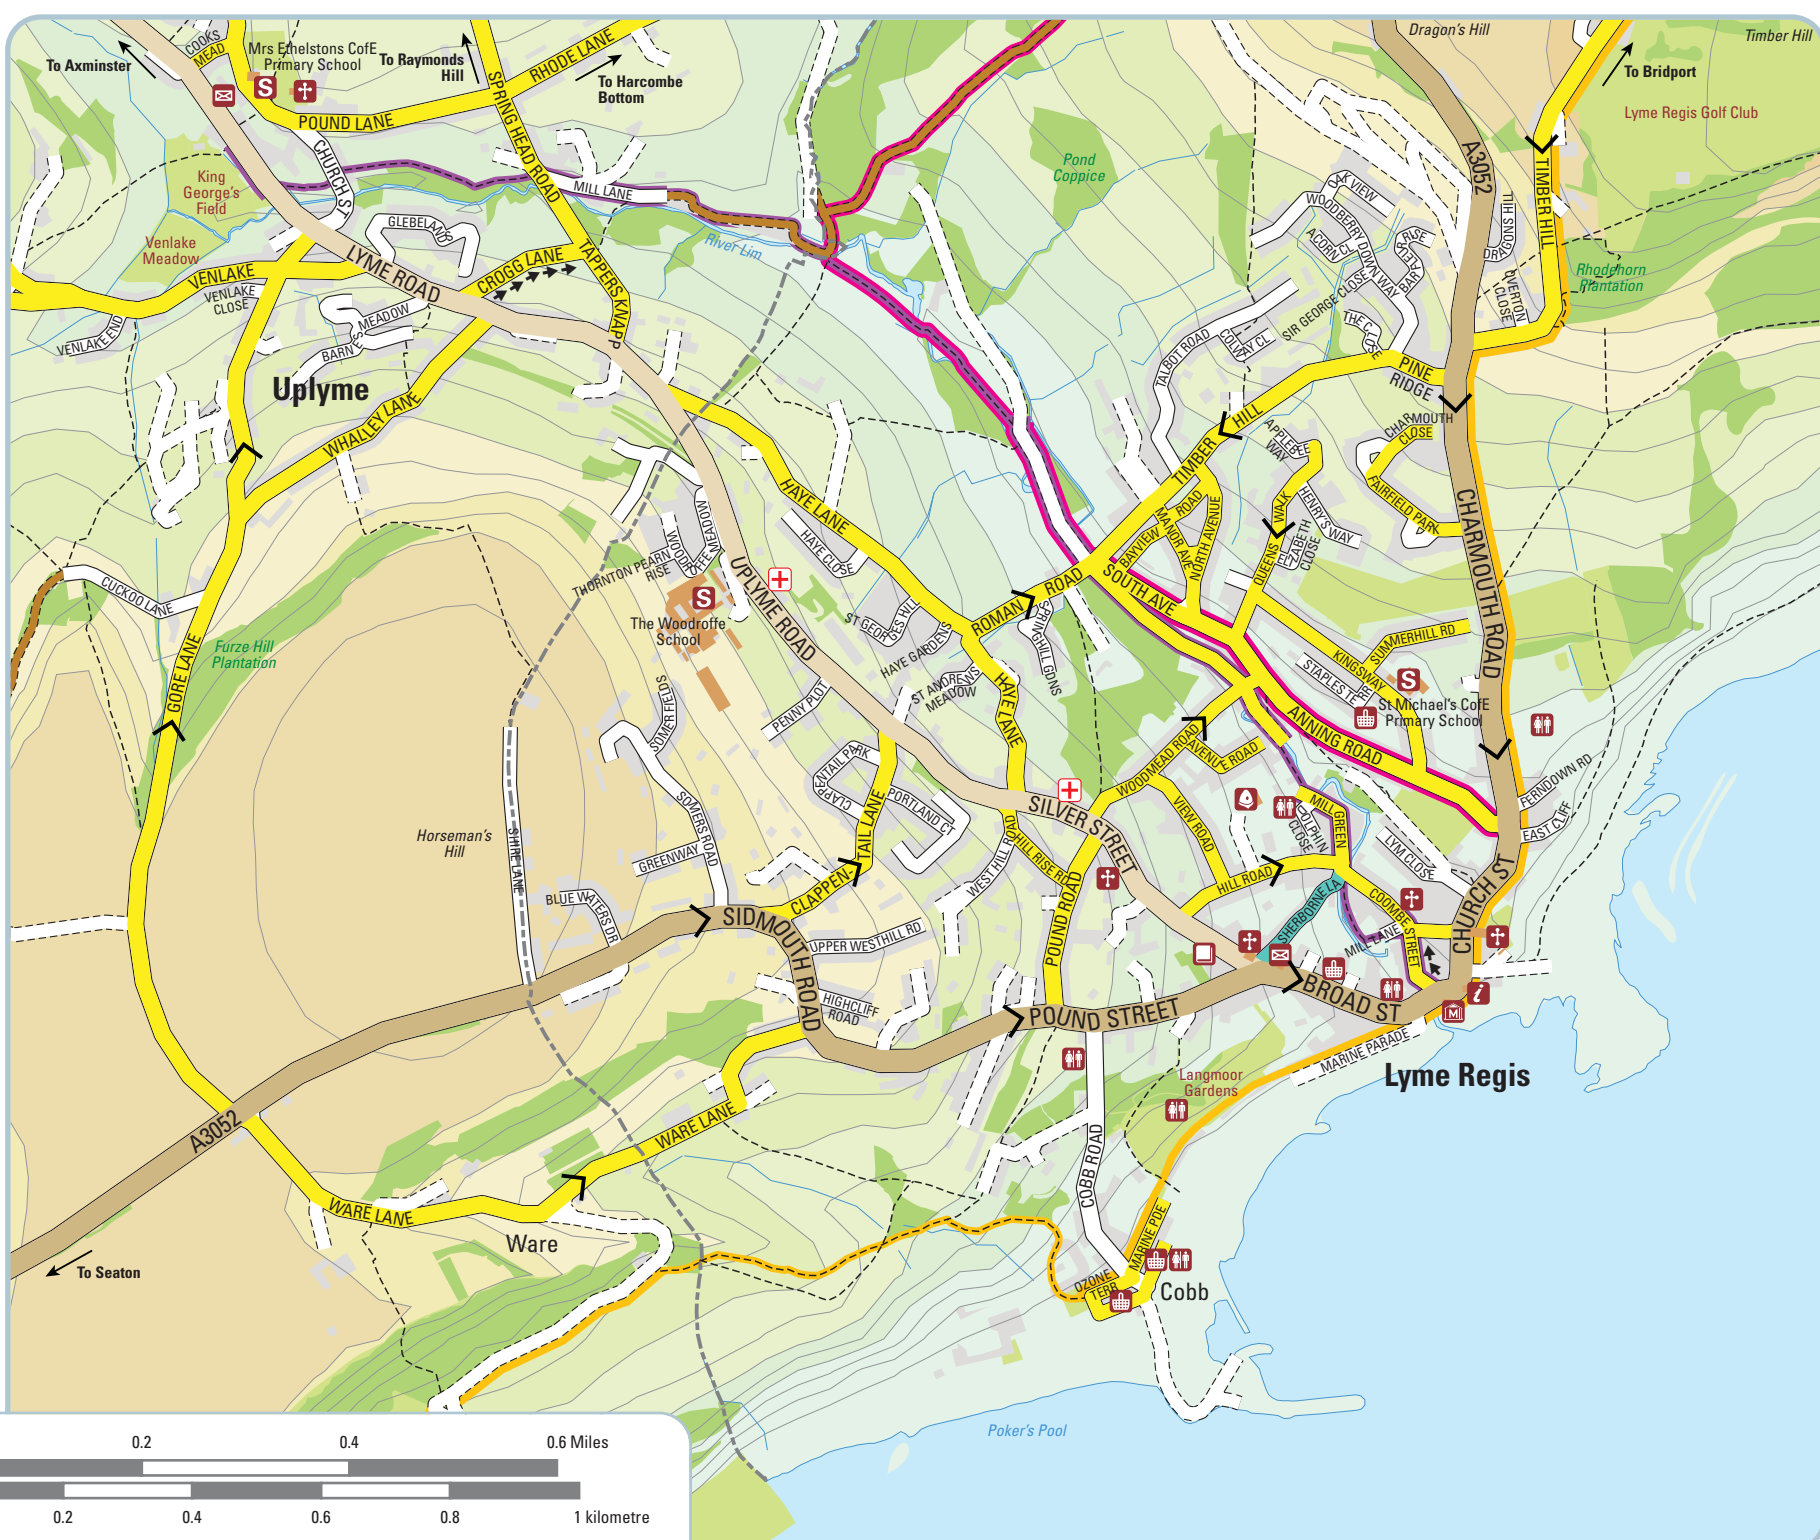 COOKS
MEAD
Mrs Ethelstons CofE
Primary School
To Axminster
To Raymonds
Hill
RHODE LANE
To Harcombe
Bottom
POUND LANE
SPRING HEAD ROAD
CHURCH ST
King
George's
Field
Venlake
Meadow
MILL LANE
River Lim
GLEBELANDS
LYME ROAD
VENLAKE
VENLAKE
CLOSE
VENLAKE END
CROGG LANE
TAPPERS KNAPP
BARNES MEADOW
Uplyme
WHALLEY LANE
Dragon's Hill
Timber Hill
To Bridport
Lyme Regis Golf Club
A3052
TIMBER HILL
Pond
Coppice
OAK VIEW
WOODBERRY DOWN WAY
ACORN
CL
DRAGONS HILL
OVERTON
CLOSE
Rhodehorn
Plantation
SIR GEORGE CLOSE
THE CLOSE
TALBOT ROAD
COLWAY CL
PINE
RIDGE
CHARMOUTH
CLOSE
TIMBER HILL
APPLEBEE
WAY
FAIRFIELD PARK
HENRY'S WAY
QUEENS WALK
ELIZABETH
CLOSE
MANOR AVE
NORTH AVENUE
BAYVIEW ROAD
SOUTH AVE
CHARMOUTH ROAD
HAYE LANE
HAYE CLOSE
WOODROFFE MEADOW
THORNTON PEARN
RISE
The Woodroffe
School
UPLYME ROAD
ST GEORGES HILL
HAYE GARDENS
ST ANDREWS
MEADOW
ROMAN ROAD
SPRINGHILL GDNS
HAYE LANE
CUCKOO LANE
Furze Hill
Plantation
GORE LANE
SUMMERHILL RD
KINGSWAY
STAPLES TERR
St Michael's CofE
Primary School
ANNING ROAD
SOMER FIELDS
PENNY PLOT
CLAPPENTAIL PARK
PORTLAND CT
SOMERS ROAD
GREENWAY
Horseman's
Hill
SHIRE LANE
BLUE WATERS DR
CLAPPEN-
TAIL LANE
SILVER STREET
WOODMEAD ROAD
AVENUE ROAD
VIEW ROAD
HILL RISE RD
WEST HILL ROAD
POUND ROAD
HILL ROAD
MILL GREEN
DOLPHIN
CLOSE
LYM CLOSE
FERNDOWN RD
EAST CLIFF
CHURCH ST
SHERBORNE LA
COOMBE STREET
MILL LANE
SIDMOUTH ROAD
UPPER WESTHILL RD
HIGHCLIFF
ROAD
POUND STREET
BROAD ST
MARINE PARADE
Lyme Regis
Langmoor
Gardens
A3052
WARE LANE
WARE LANE
Ware
To Seaton
COBB ROAD
MARINE PDE
OZONE
TERR
Cobb
Poker's Pool
0.2
0.4
0.6 Miles
0.2
0.4
0.6
0.8
1 kilometre